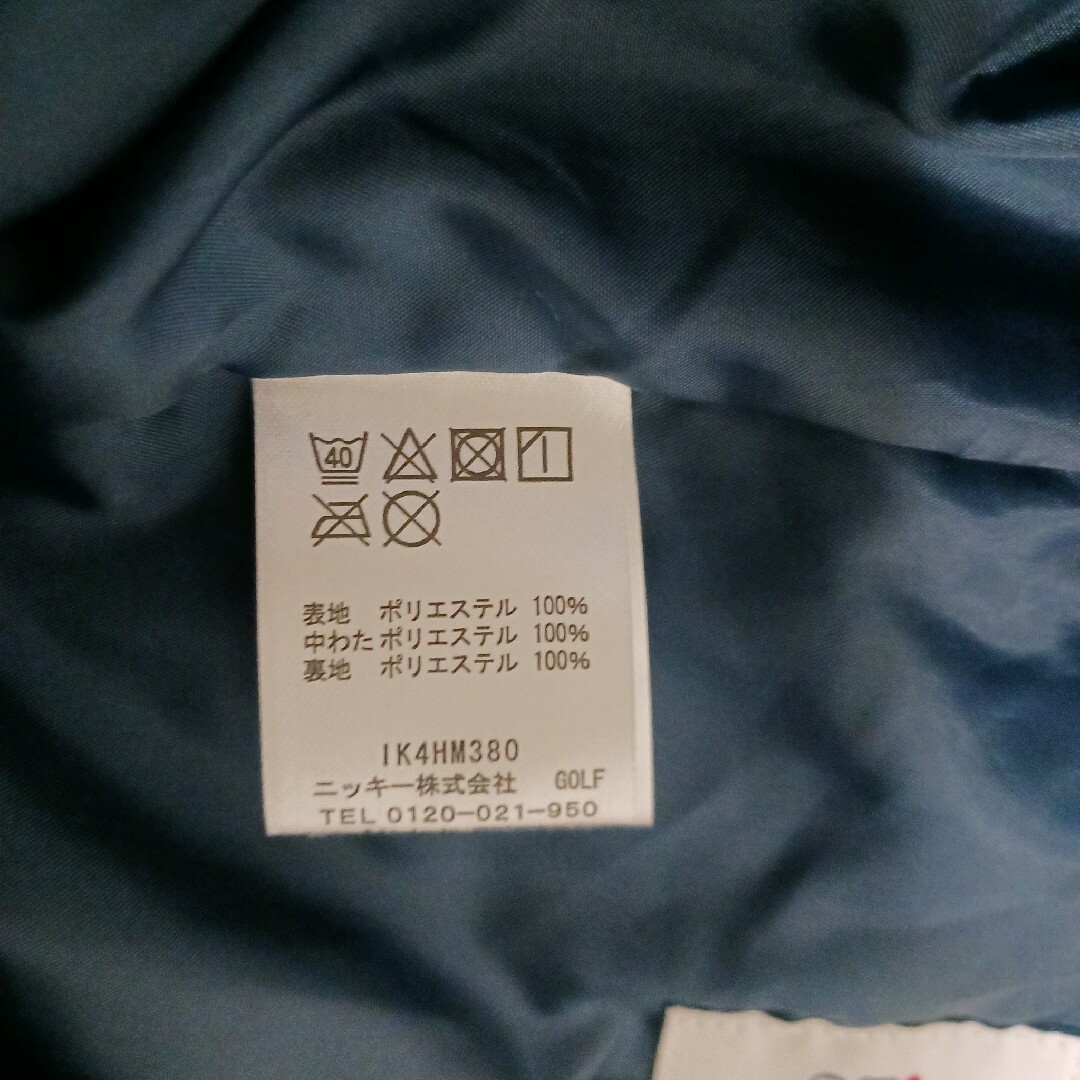 40
表地 ポリエステル 100%
中わた ポリエステル 100%
裏地 ポリエステル 100%
IK4HM380
ニッキー株式会社 GOLF
TEL 0120-021-950